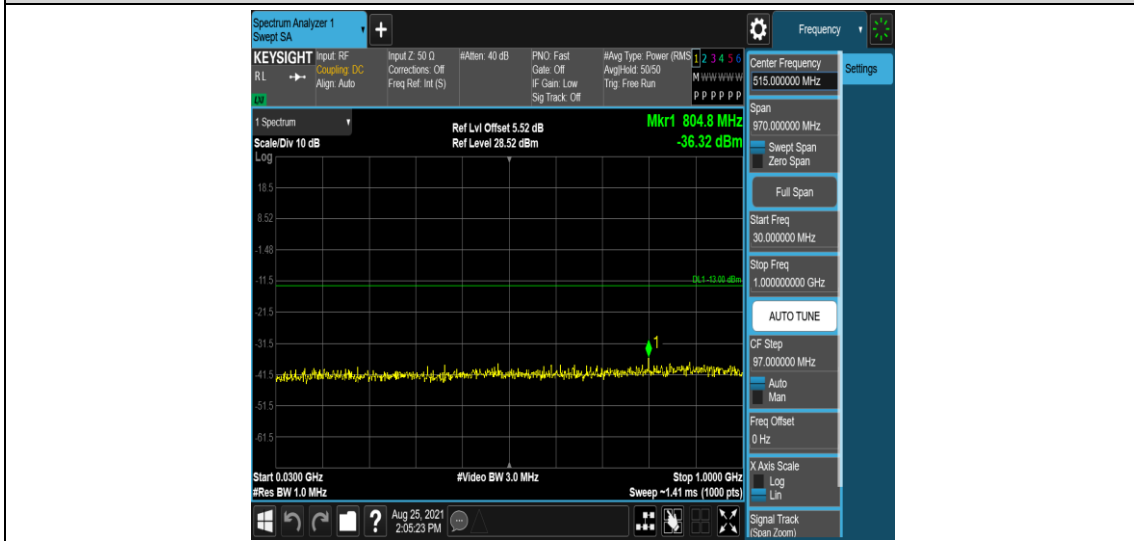 Spectrum Analyzer 1
Swept SA
+
Frequency
KEYSIGHT
Input: RF
Input Z: 50 Ω
#Atten: 40 dB
PNO: Fast
#Avg Type: Power (RMS
1 2 3 4 5 6
RL
Coupling: DC
Corrections: Off
Gate: Off
Avg|Hold: 50/50
M W W W W W
Align: Auto
Freq Ref: Int (S)
IF Gain: Low
Trig: Free Run
Sig Track: Off
P P P P P P
Center Frequency
515.000000 MHz
Settings
Span
970.000000 MHz
Swept Span
Zero Span
Full Span
Start Freq
30.000000 MHz
Stop Freq
1.000000000 GHz
AUTO TUNE
CF Step
97.000000 MHz
Auto
Man
Freq Offset
0 Hz
X Axis Scale
Log
Lin
Signal Track
(Span Zoom)
1 Spectrum
Ref Lvl Offset 5.52 dB
Mkr1 804.8 MHz
Scale/Div 10 dB
Ref Level 28.52 dBm
-36.32 dBm
Log
18.5
8.52
-1.48
-11.5
DL1 -13.00 dBm
-21.5
-31.5
1
-41.5
-51.5
-61.5
Start 0.0300 GHz
#Video BW 3.0 MHz
Stop 1.0000 GHz
#Res BW 1.0 MHz
Sweep ~1.41 ms (1000 pts)
?
Aug 25, 2021
2:05:23 PM